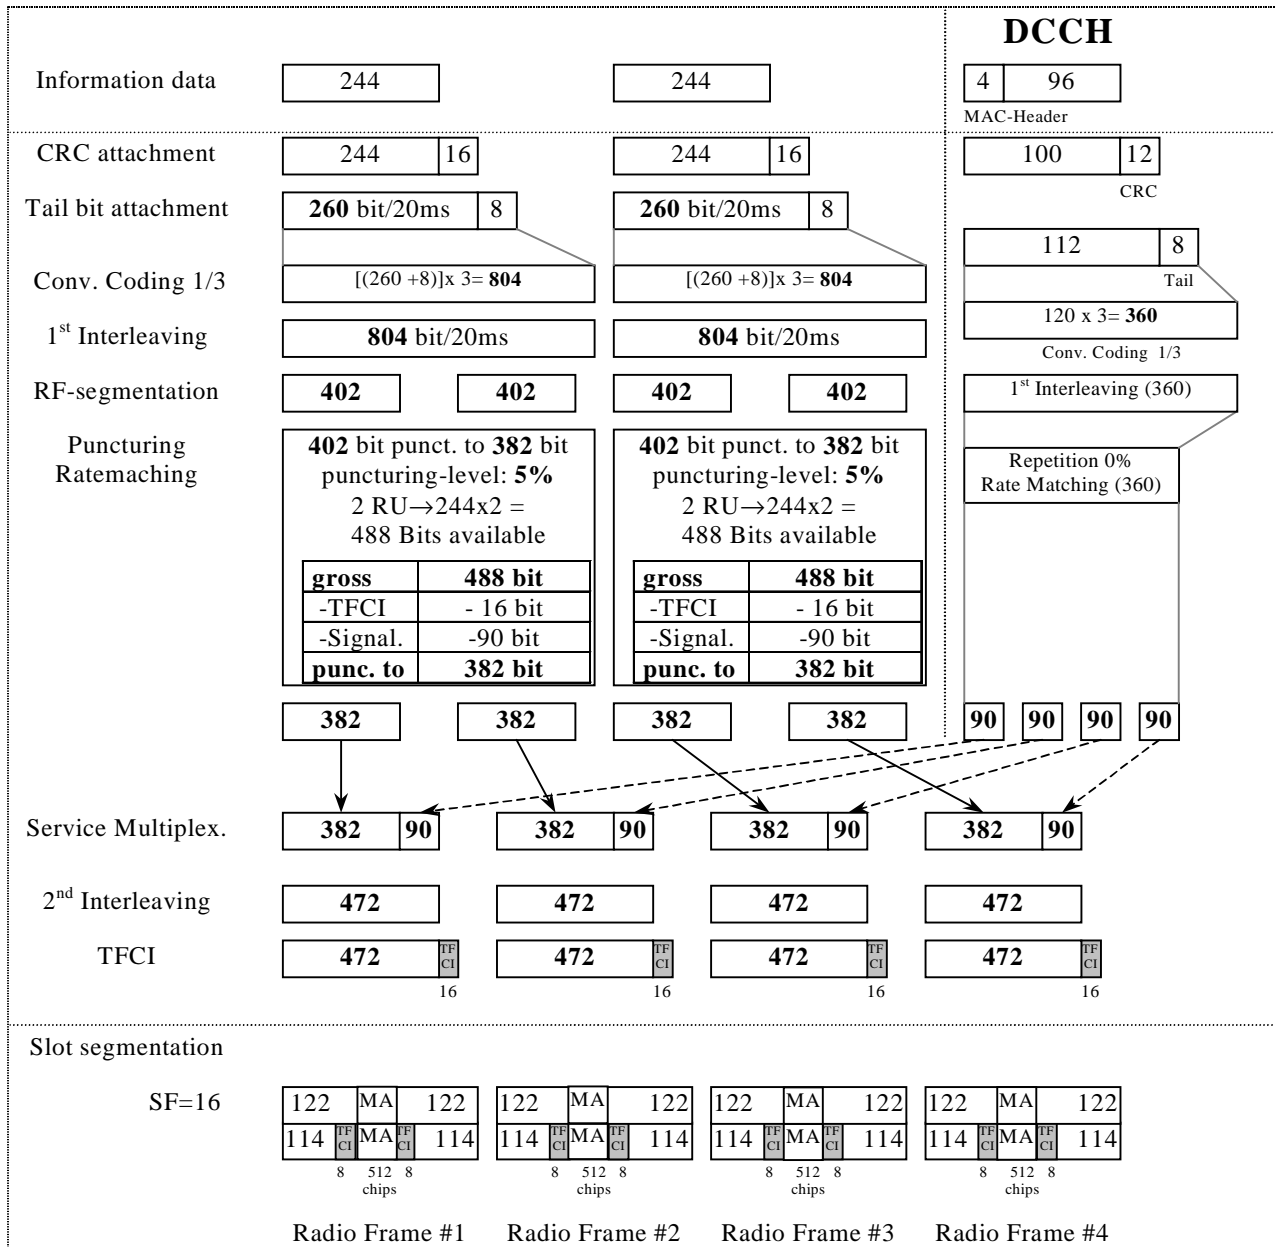 DCCH
Information data 244 244 4 96
MAC-Header
CRC attachment 244 16 244 16 100 12
CRC
Tail bit attachment 260 bit/20ms 8 260 bit/20ms 8
112 8
Tail
Conv. Coding 1/3 [(260 +8)]x 3= 804 [(260 +8)]x 3= 804
120 x 3= 360
Conv. Coding 1/3
1st Interleaving 804 bit/20ms 804 bit/20ms
RF-segmentation 402 402 402 402 1st Interleaving (360)
Puncturing
Ratemaching
402 bit punct. to 382 bit
puncturing-level: 5%
2 RU→244x2 =
488 Bits available
gross 488 bit
-TFCI - 16 bit
-Signal. -90 bit
punc. to 382 bit
402 bit punct. to 382 bit
puncturing-level: 5%
2 RU→244x2 =
488 Bits available
gross 488 bit
-TFCI - 16 bit
-Signal. -90 bit
punc. to 382 bit
Repetition 0%
Rate Matching (360)
382 382 382 382 90 90 90 90
Service Multiplex. 382 90 382 90 382 90 382 90
2nd Interleaving 472 472 472 472
TFCI 472 TF CI 472 TF CI 472 TF CI 472 TF CI
16 16 16 16
Slot segmentation
SF=16 122 MA 122 122 MA 122 122 MA 122 122 MA 122
114 TF CI MA TF CI 114 114 TF CI MA TF CI 114 114 TF CI MA TF CI 114 114 TF CI MA TF CI 114
8 512 8 8 512 8 8 512 8 8 512 8
chips chips chips chips
Radio Frame #1 Radio Frame #2 Radio Frame #3 Radio Frame #4